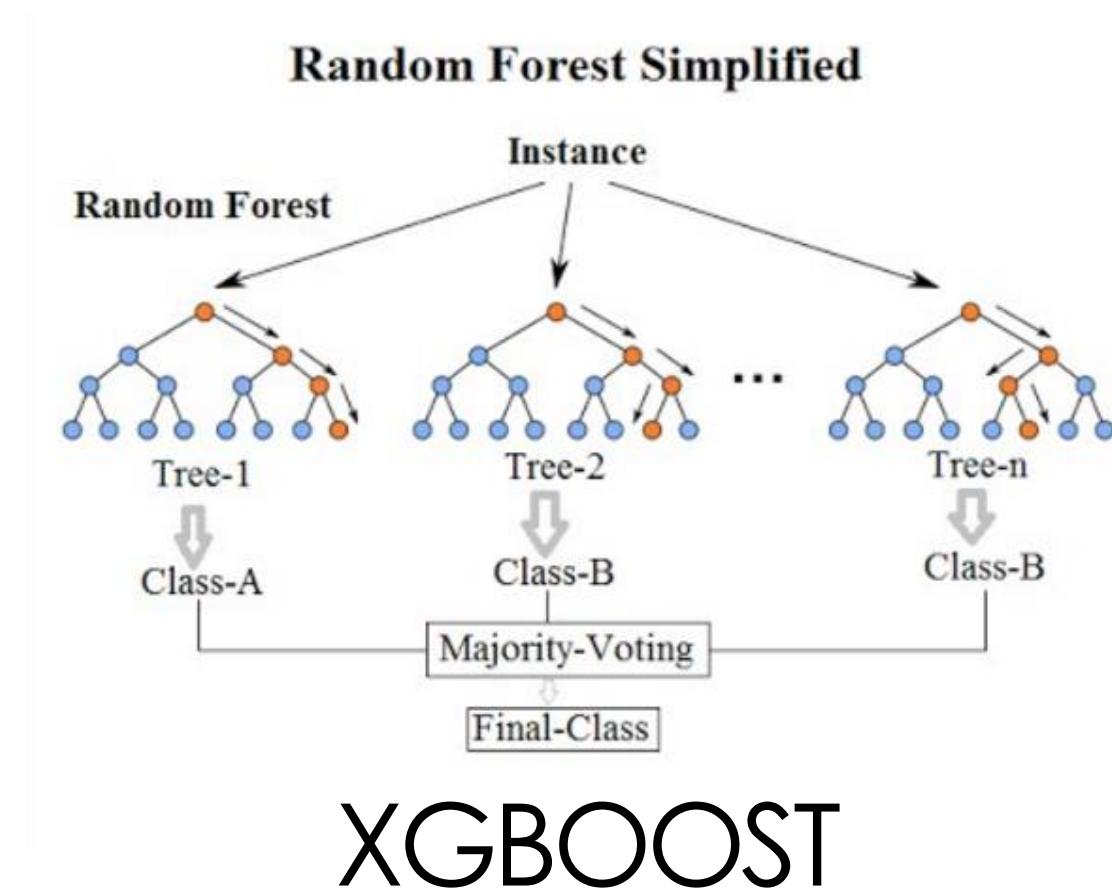 Random Forest Simplified
Instance
Random Forest
...
Tree-1
Tree-2
Tree-n
Class-A
Class-B
Class-B
Majority-Voting
Final-Class
XGBOOST